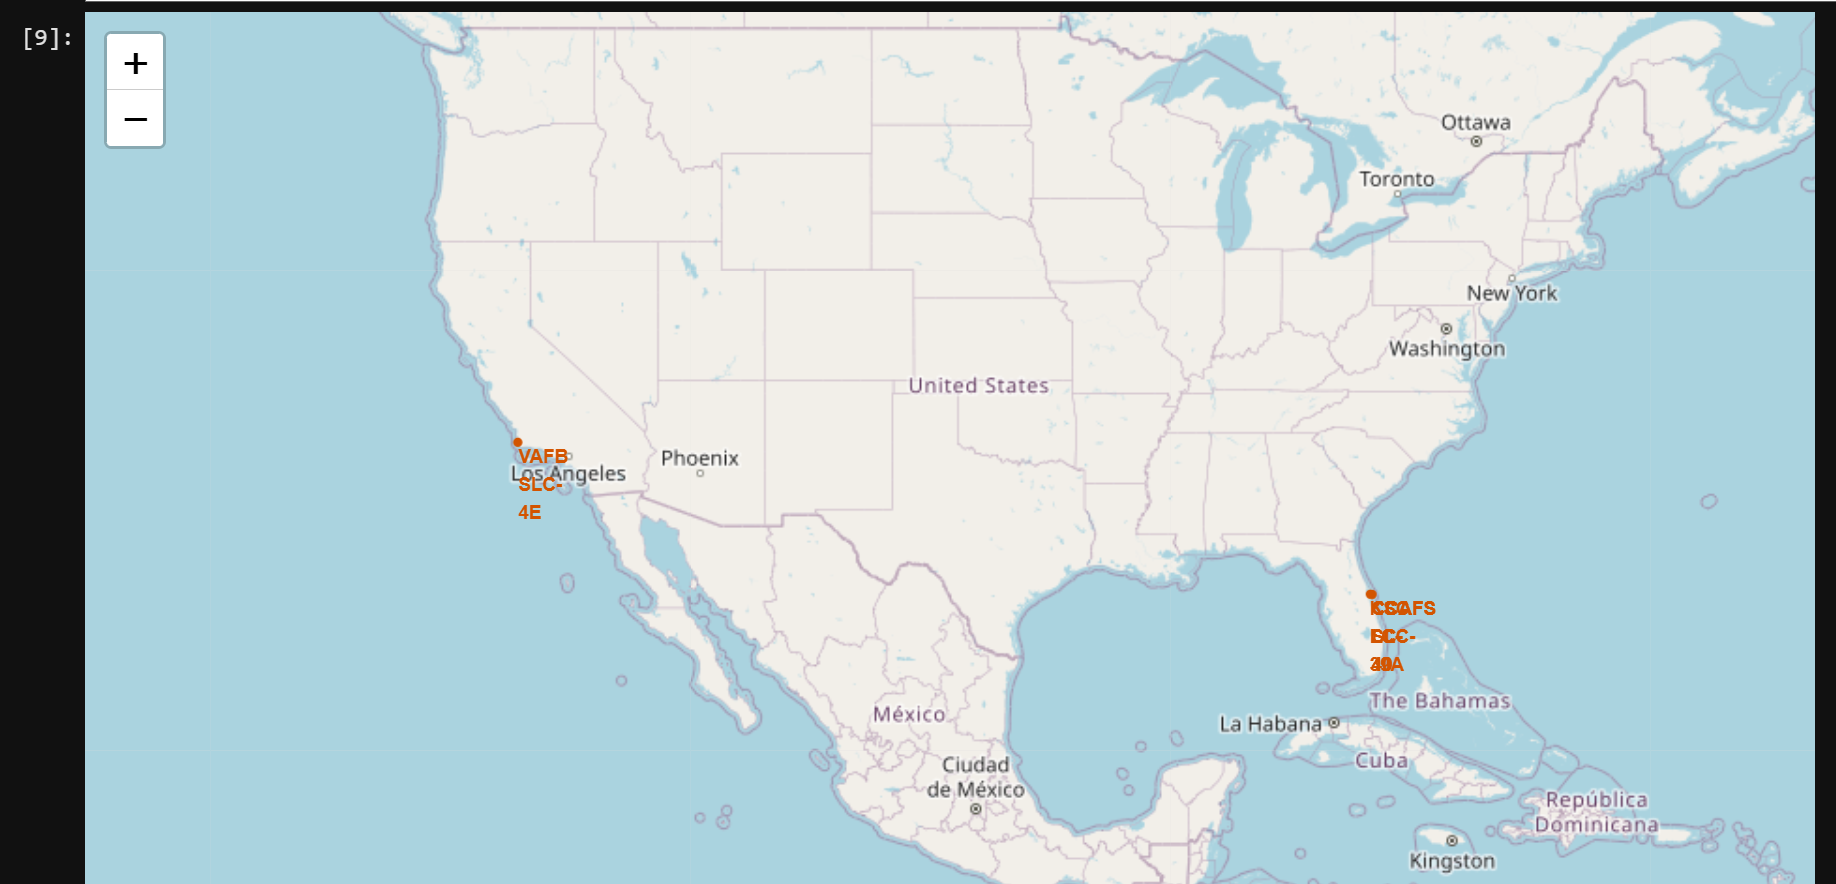 [9]:
+
−
Ottawa
Toronto
New York
Washington
United States
VAFB
Los Angeles
SLC-
4E
Phoenix
The Bahamas
La Habana
México
Cuba
Ciudad
de México
República
Dominicana
Kingston